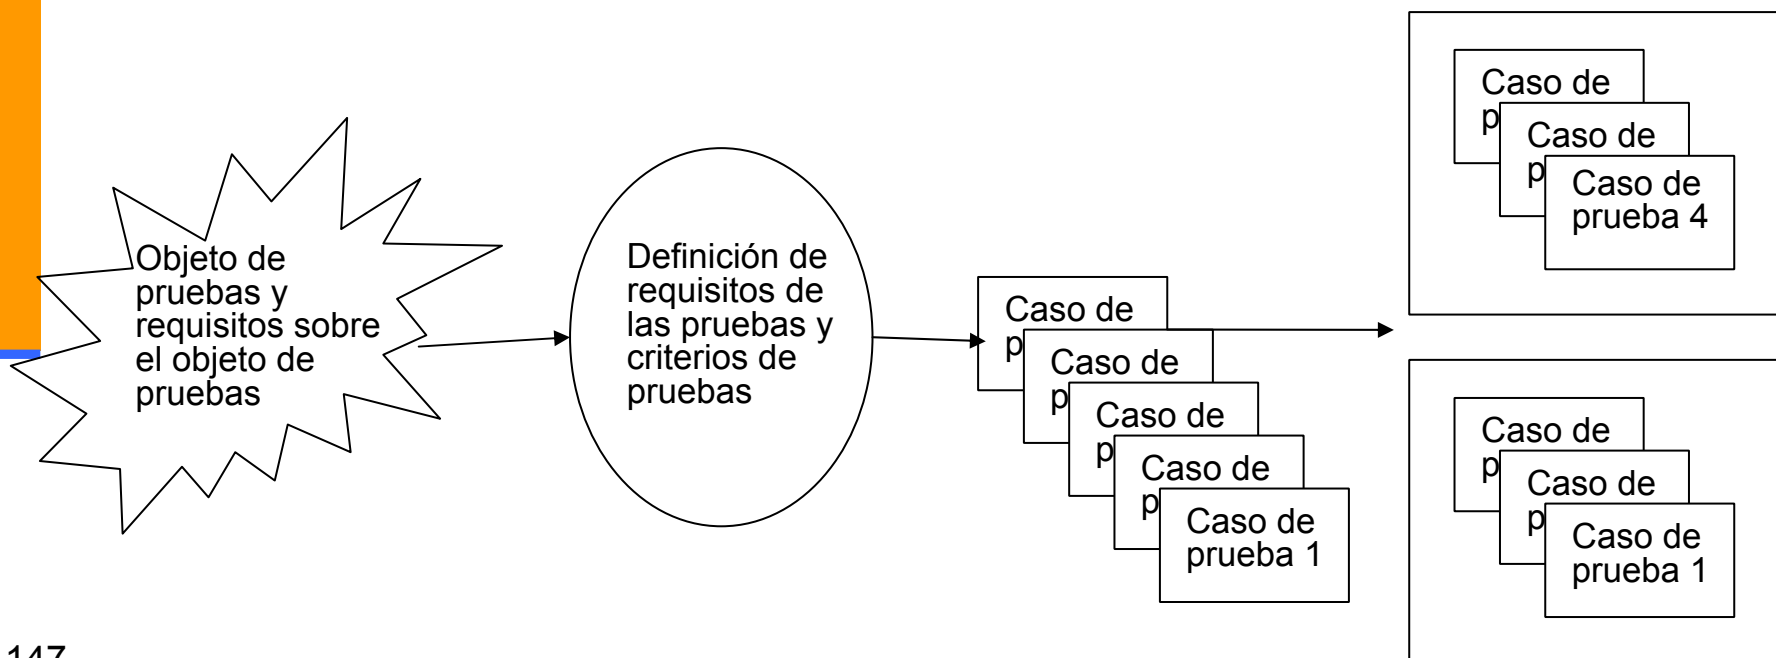 Objeto de
pruebas y
requisitos sobre
el objeto de
pruebas
Definición de
requisitos de
las pruebas y
criterios de
pruebas
Caso de
p
Caso de
p
Caso de
p
Caso de
p
Caso de
prueba 1
Caso de
p
Caso de
p
Caso de
prueba 4
Caso de
p
Caso de
p
Caso de
prueba 1
147